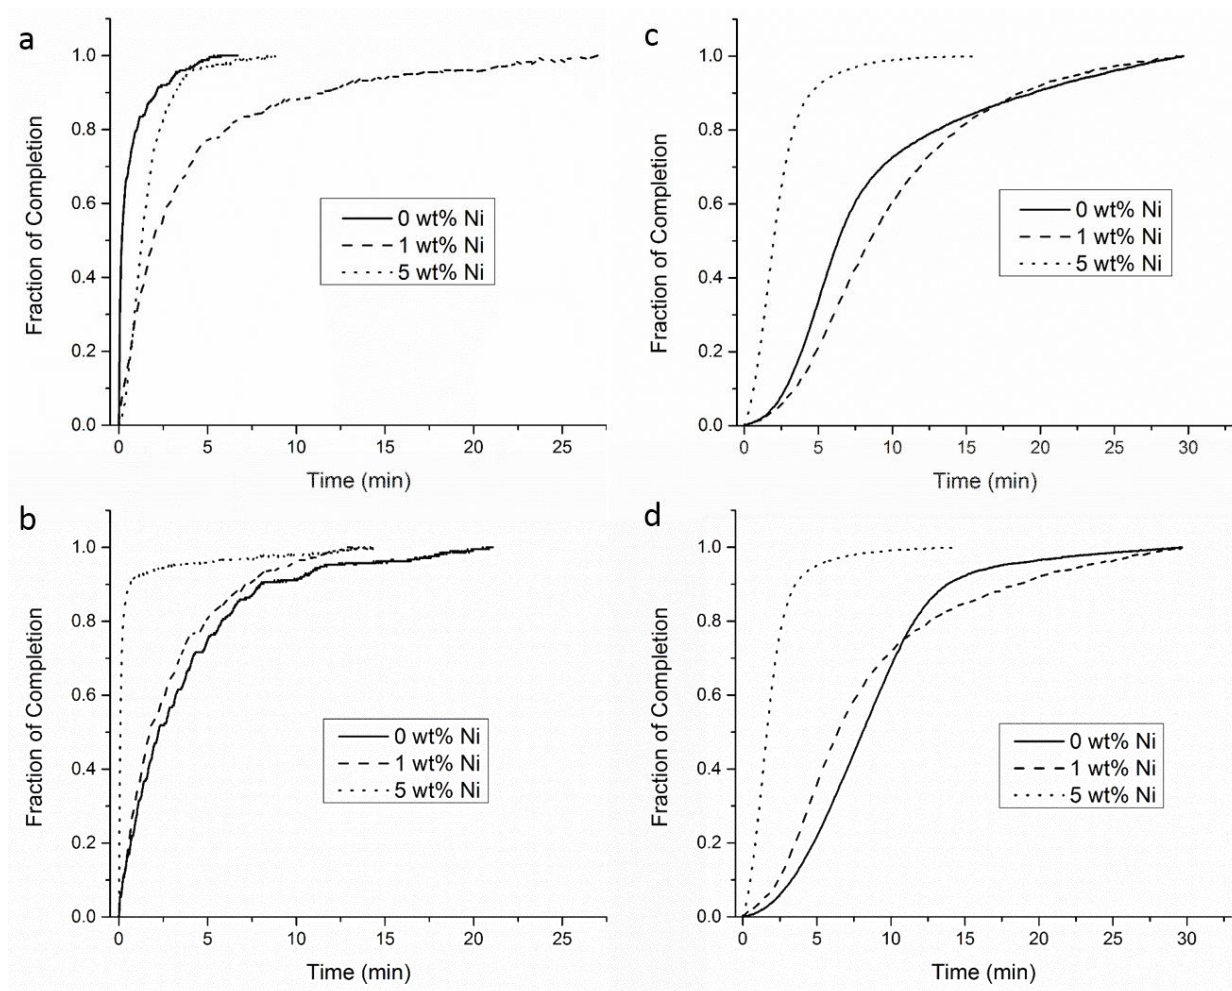 a
1.0
0.8
0.6
0.4
0.2
0.0
Fraction of Completion
0 wt% Ni
1 wt% Ni
5 wt% Ni
0 5 10 15 20 25
Time (min)
c
1.0
0.8
0.6
0.4
0.2
0.0
Fraction of Completion
0 wt% Ni
1 wt% Ni
5 wt% Ni
0 5 10 15 20 25 30
Time (min)
b
1.0
0.8
0.6
0.4
0.2
0.0
Fraction of Completion
0 wt% Ni
1 wt% Ni
5 wt% Ni
0 5 10 15 20 25
Time (min)
d
1.0
0.8
0.6
0.4
0.2
0.0
Fraction of Completion
0 wt% Ni
1 wt% Ni
5 wt% Ni
0 5 10 15 20 25 30
Time (min)